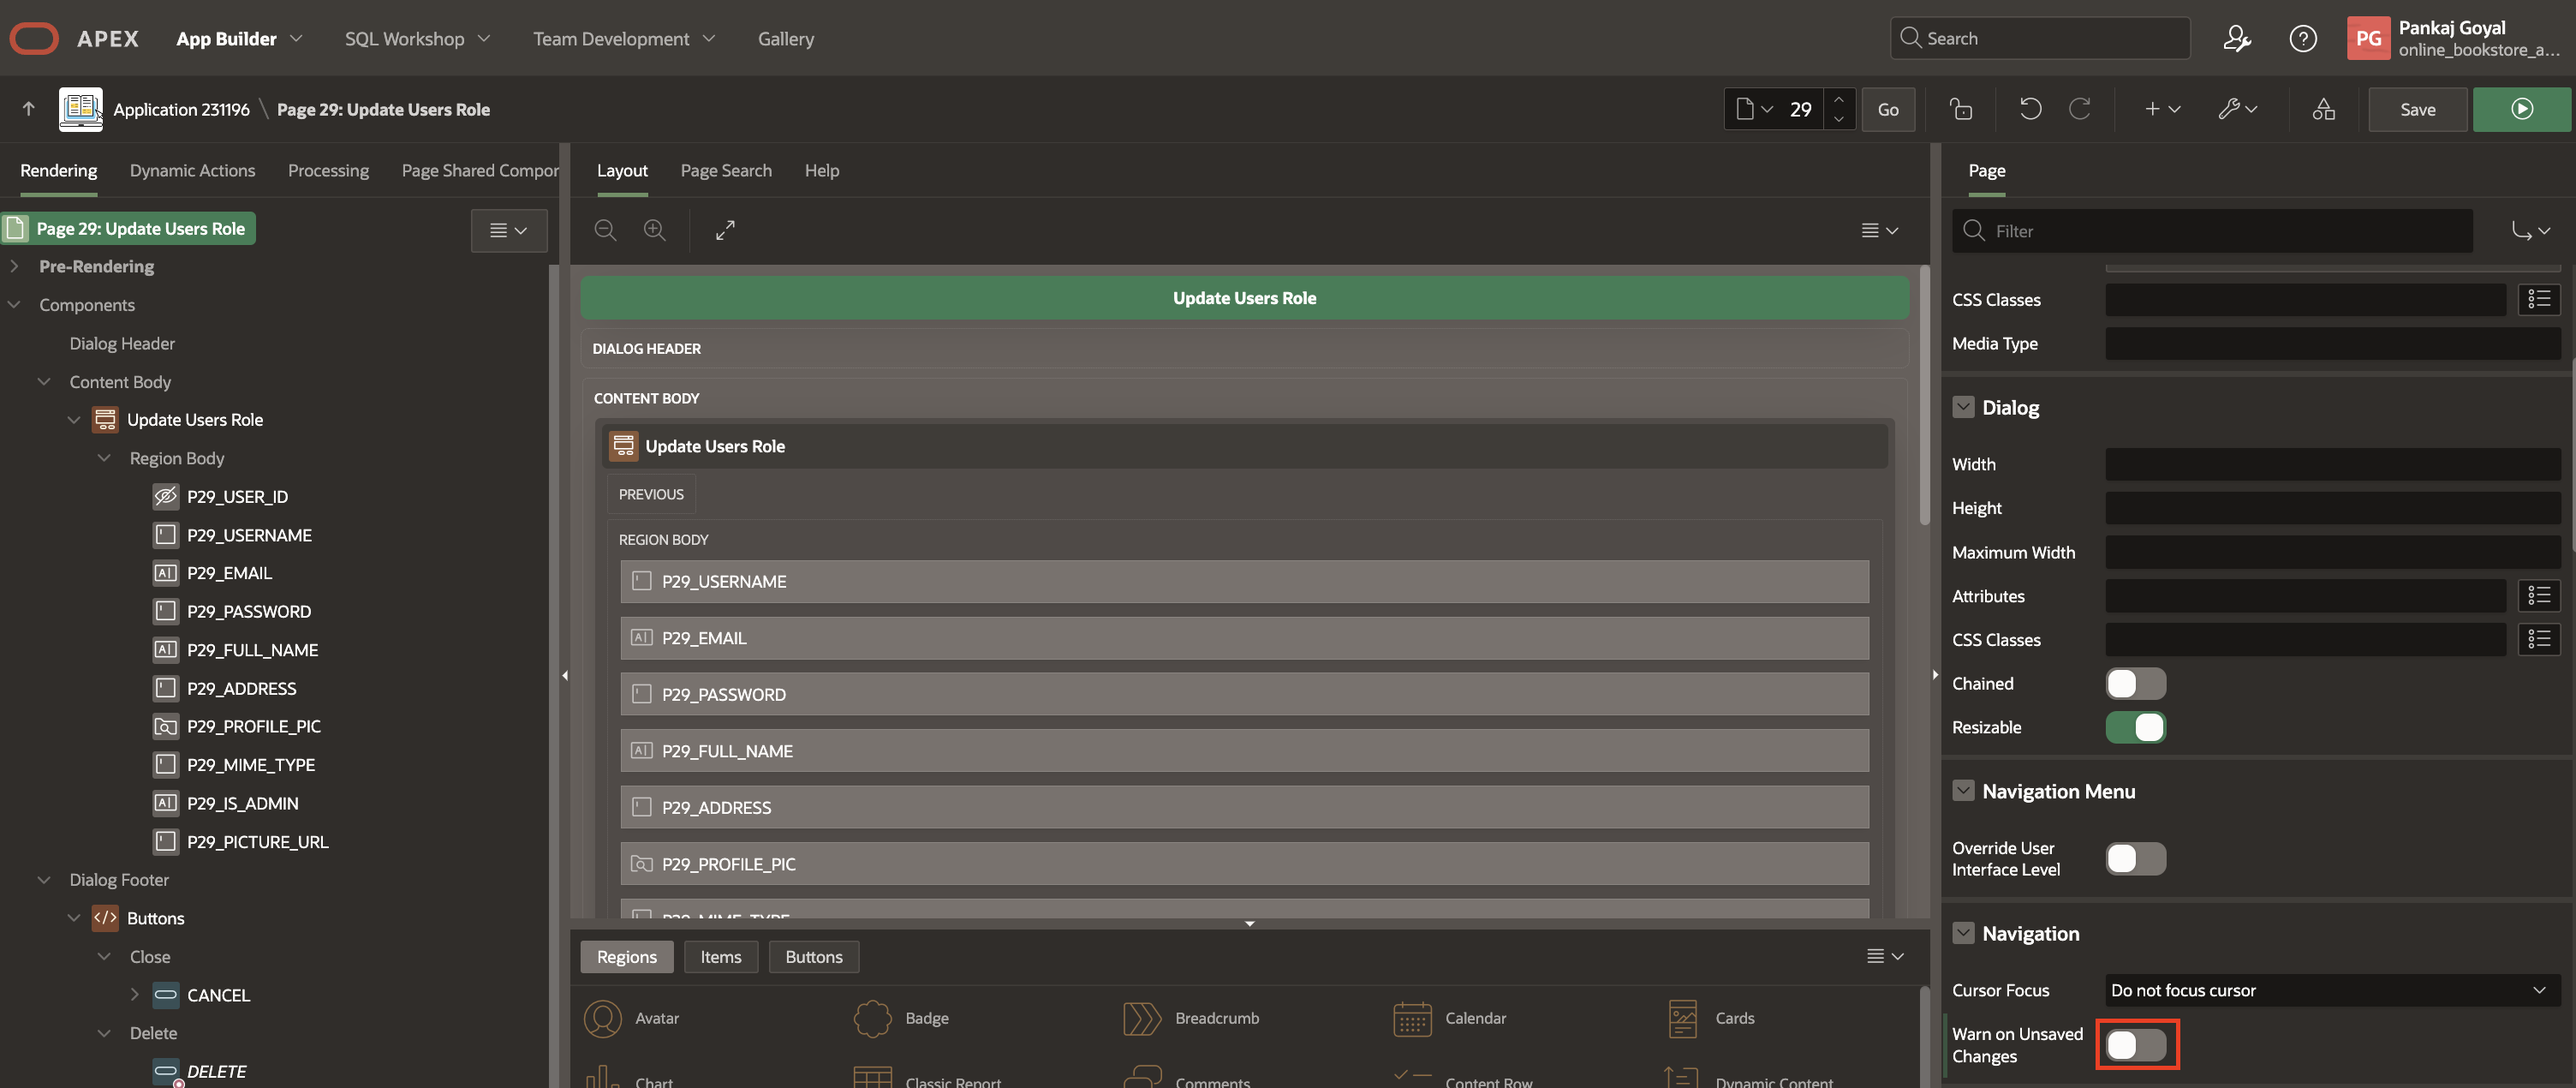 APEX App Builder SQL Workshop Team Development Gallery Search PG Pankaj Goyal
online_bookstore_a...
Application 231196 \ Page 29: Update Users Role 29 Go Save
Rendering Dynamic Actions Processing Page Shared Compor Layout Page Search Help Page
Page 29: Update Users Role
Filter
Pre-Rendering
Components
Dialog Header
Content Body
Update Users Role
Region Body
P29_USER_ID
P29_USERNAME
P29_EMAIL
P29_PASSWORD
P29_FULL_NAME
P29_ADDRESS
P29_PROFILE_PIC
P29_MIME_TYPE
P29_IS_ADMIN
P29_PICTURE_URL
Dialog Footer
</> Buttons
Close
CANCEL
Delete
DELETE
Update Users Role
DIALOG HEADER
CONTENT BODY
Update Users Role
PREVIOUS
REGION BODY
P29_USERNAME
P29_EMAIL
P29_PASSWORD
P29_FULL_NAME
P29_ADDRESS
P29_PROFILE_PIC
P29_MIME_TYPE
Regions Items Buttons
Avatar Badge Breadcrumb Calendar Cards
Chart Classic Report Comments Content Row Dynamic Content
CSS Classes
Media Type
Dialog
Width
Height
Maximum Width
Attributes
CSS Classes
Chained
Resizable
Navigation Menu
Override User
Interface Level
Navigation
Cursor Focus Do not focus cursor
Warn on Unsaved
Changes